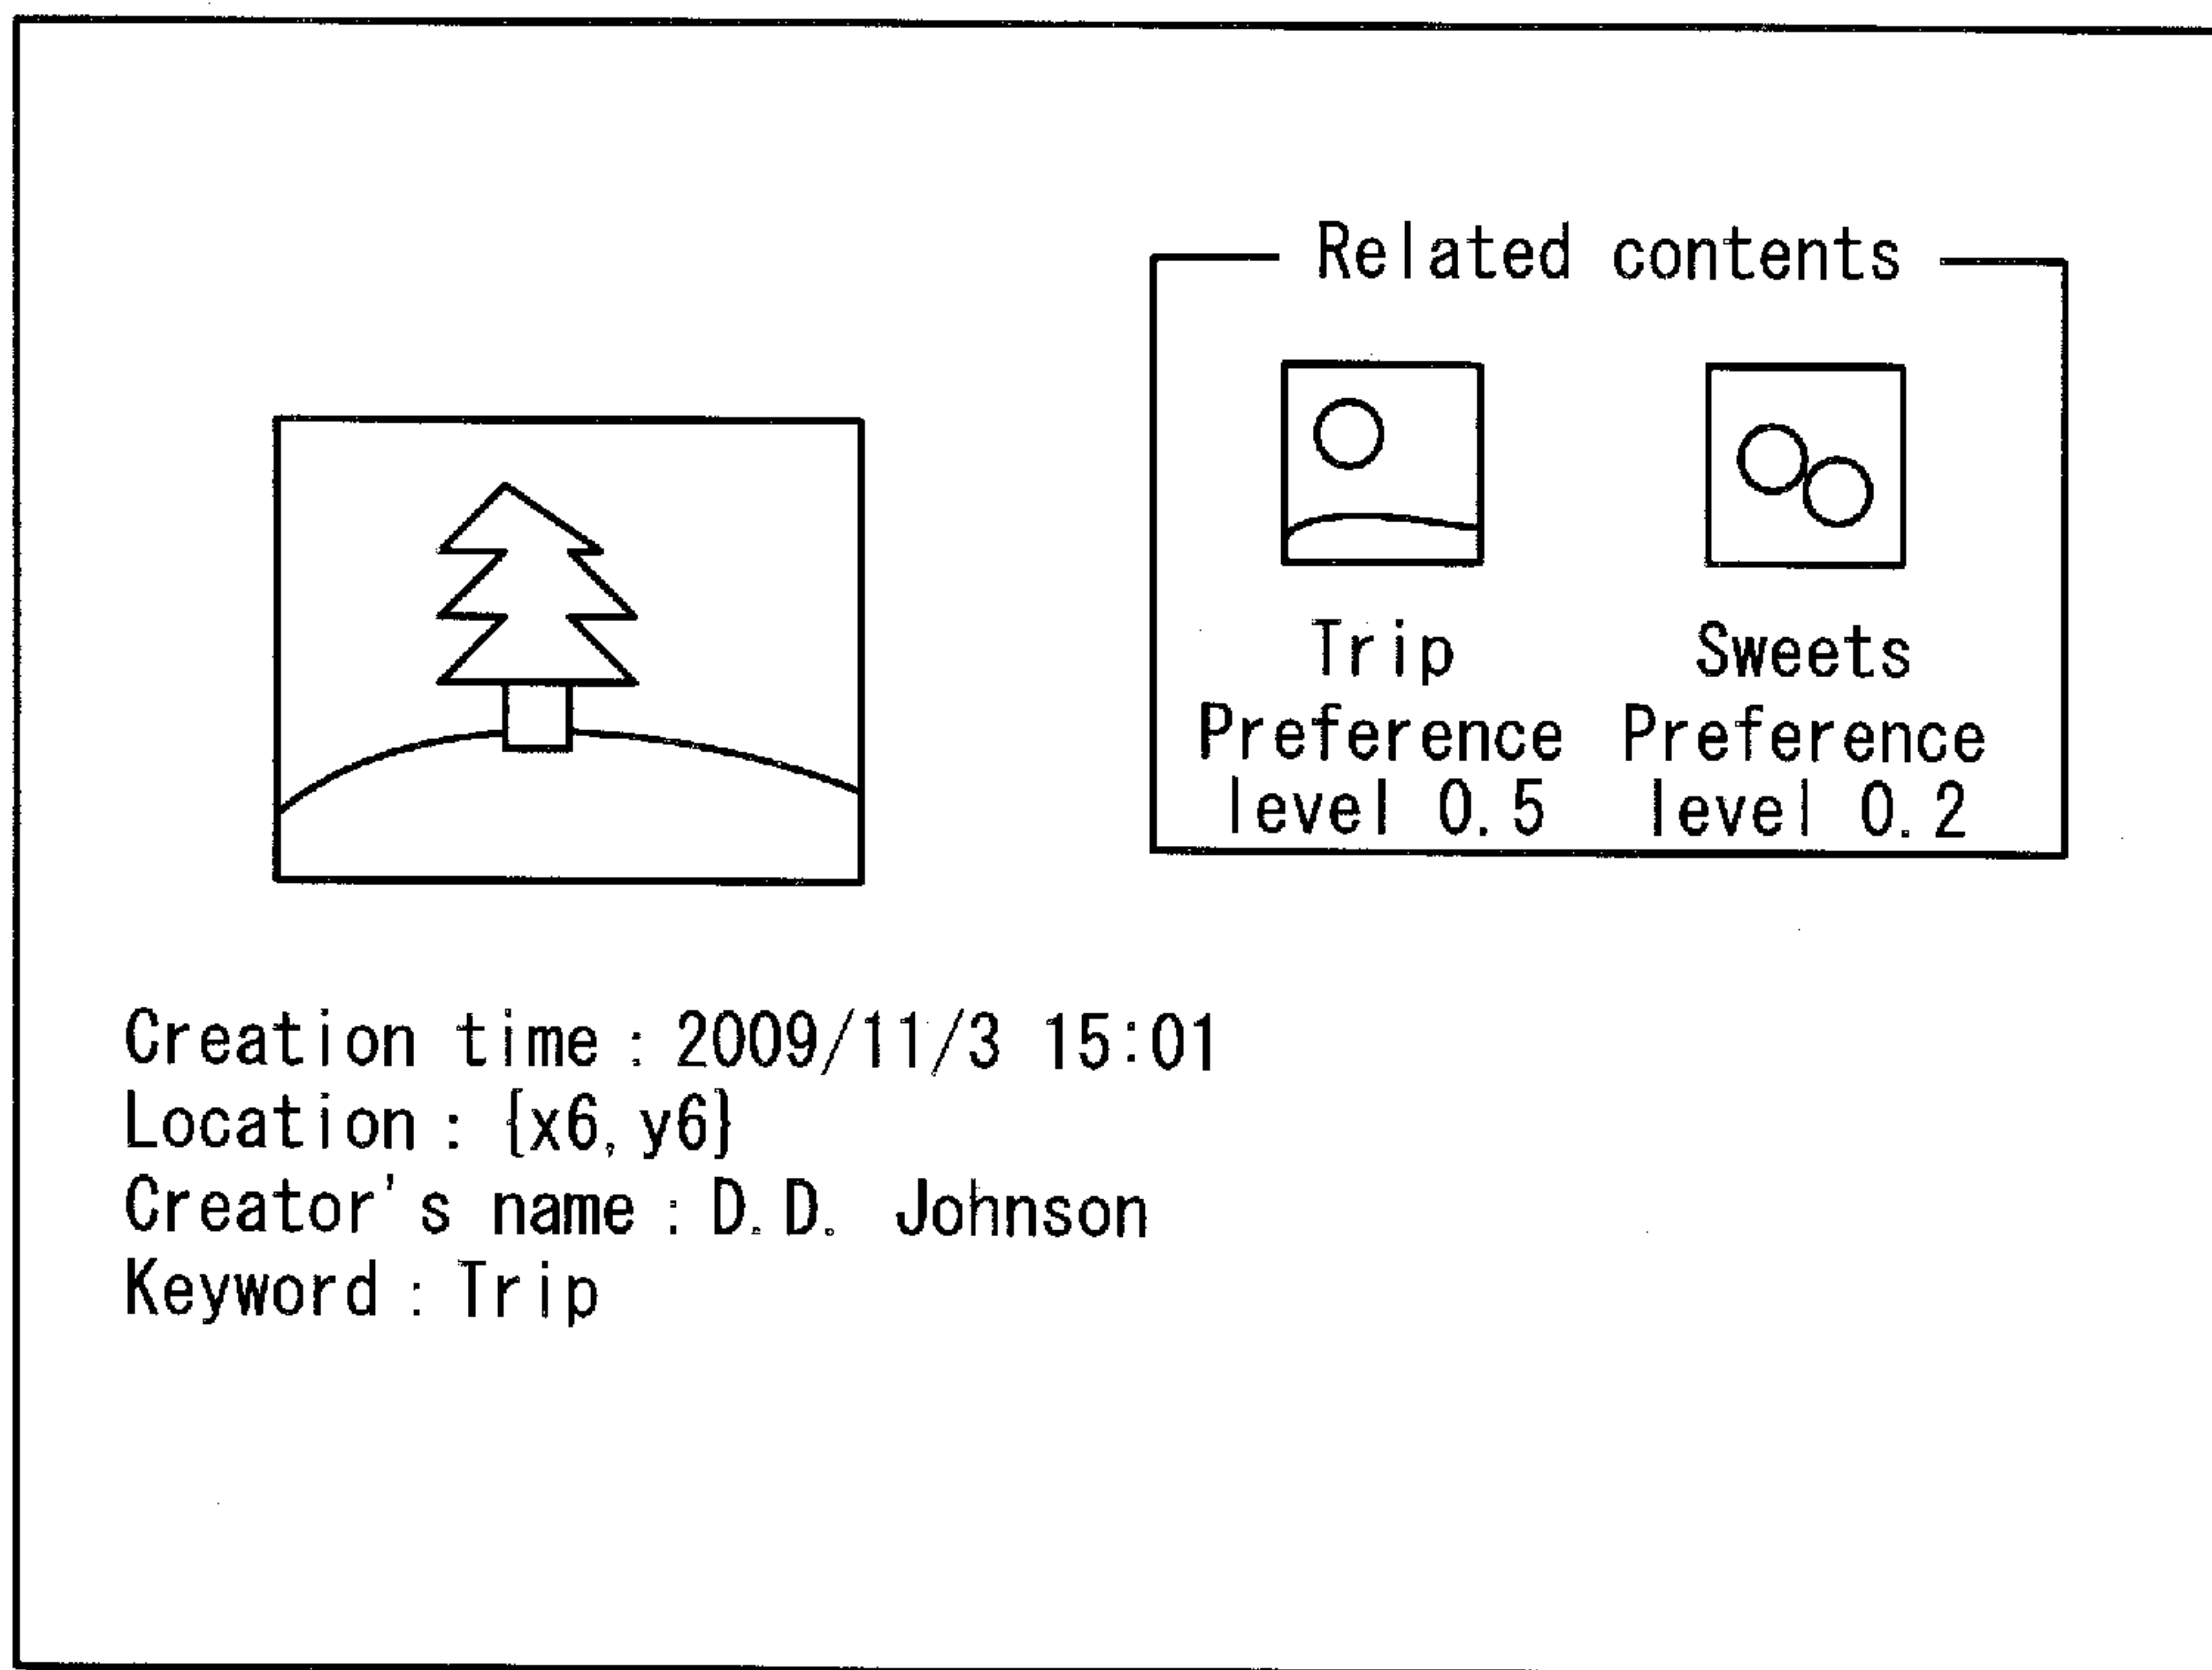 Related contents
Trip
Preference
level 0.5
Sweets
Preference
level 0.2
Creation time : 2009/11/3 15:01
Location : {x6, y6}
Creator's name : D.D. Johnson
Keyword : Trip